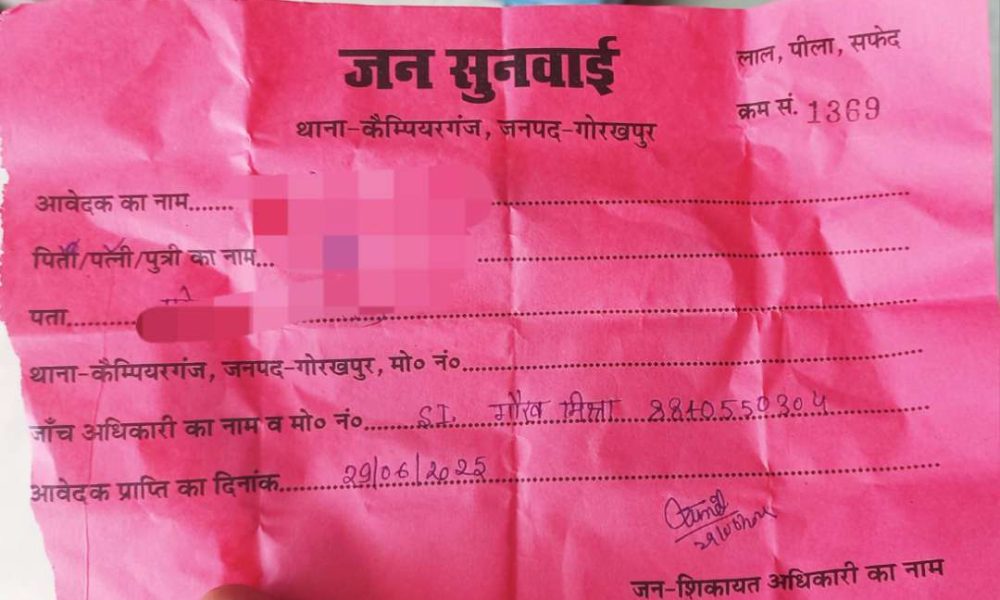 जन सुनवाई
लाल, पीला, सफेद
क्रम सं. 1369
थाना-कैम्पियरगंज, जनपद-गोरखपुर
आवेदक का नाम.......
पिता/पत्नी/पुत्री का नाम...
पता
थाना-कैम्पियरगंज, जनपद-गोरखपुर, मो० नं०
जाँच अधिकारी का नाम व मो० नं० SI गौरव 8840550304
आवेदक प्राप्ति का दिनांक 29/06/2025
जन-शिकायत अधिकारी का नाम